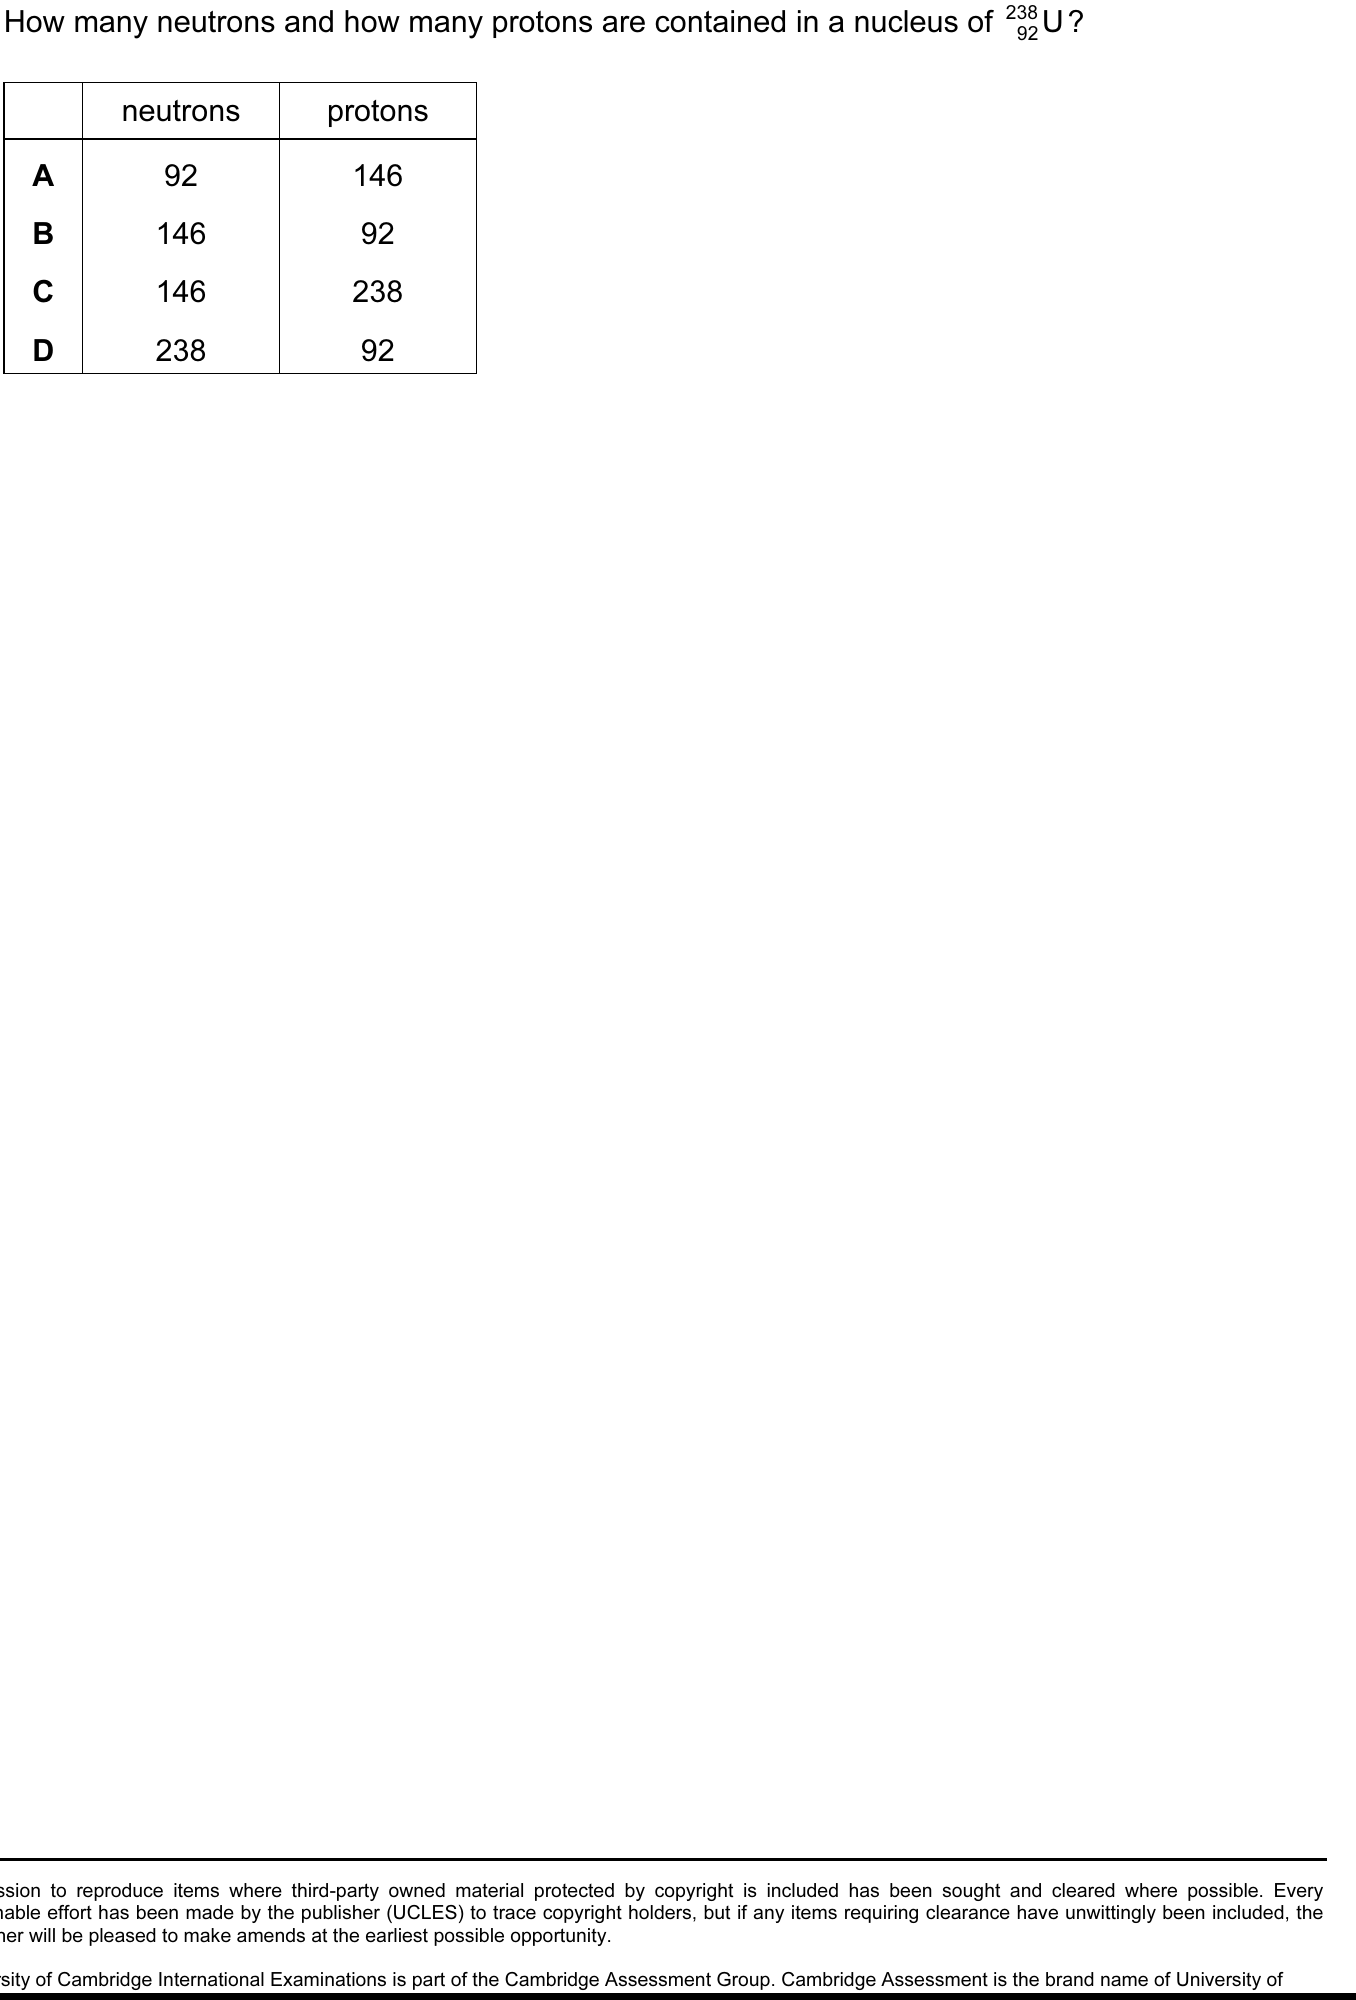 How many neutrons and how many protons are contained in a nucleus of ²³⁸₉₂U?
neutrons protons
A 92 146
B 146 92
C 146 238
D 238 92
ssion to reproduce items where third-party owned material protected by copyright is included has been sought and cleared where possible. Every
nable effort has been made by the publisher (UCLES) to trace copyright holders, but if any items requiring clearance have unwittingly been included, the
her will be pleased to make amends at the earliest possible opportunity.
rsity of Cambridge International Examinations is part of the Cambridge Assessment Group. Cambridge Assessment is the brand name of University of